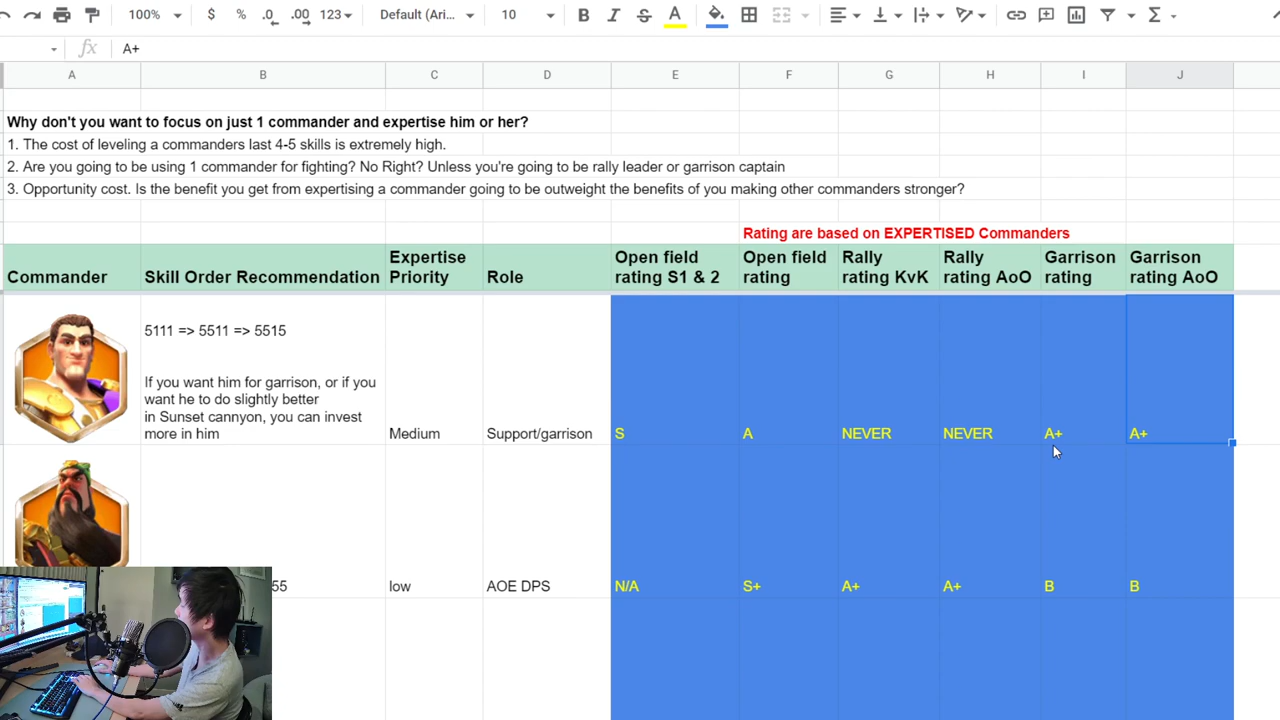 100% $ % .0 .00 123 Default (Ari... 10 B I S A
fx A+
A B C D E F G H I J
Why don't you want to focus on just 1 commander and expertise him or her?
1. The cost of leveling a commanders last 4-5 skills is extremely high.
2. Are you going to be using 1 commander for fighting? No Right? Unless you're going to be rally leader or garrison captain
3. Opportunity cost. Is the benefit you get from expertising a commander going to be outweight the benefits of you making other commanders stronger?
Rating are based on EXPERTISED Commanders
Commander Skill Order Recommendation Expertise Priority Role Open field rating S1 & 2 Open field rating Rally rating KvK Rally rating AoO Garrison rating Garrison rating AoO
5111 => 5511 => 5515
If you want him for garrison, or if you
want he to do slightly better
in Sunset cannyon, you can invest
more in him Medium Support/garrison S A NEVER NEVER A+ A+
55 low AOE DPS N/A S+ A+ A+ B B